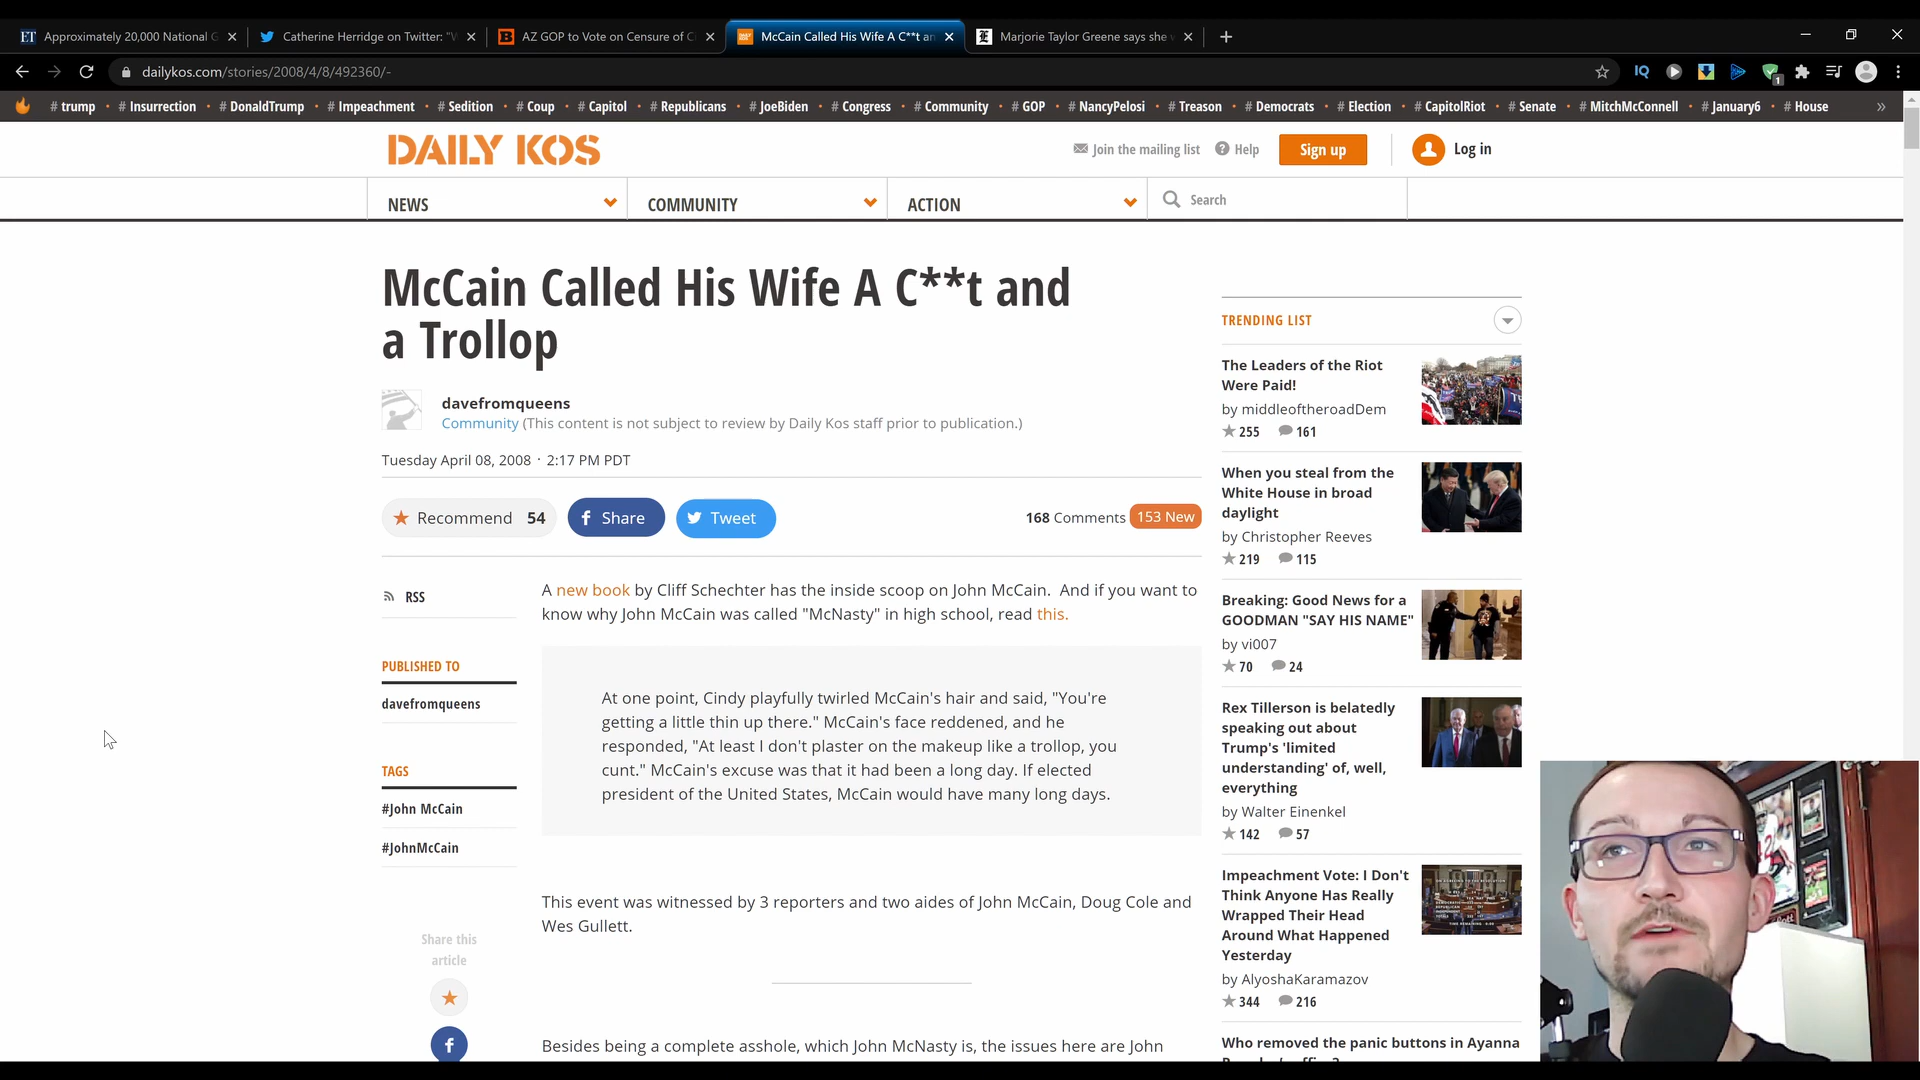 ET Approximately 20,000 National G
Catherine Herridge on Twitter: "W
B AZ GOP to Vote on Censure of Ci
McCain Called His Wife A C**t an
Marjorie Taylor Greene says she
dailykos.com/stories/2008/4/8/492360/-
IQ
1
# trump • # Insurrection • # DonaldTrump • # Impeachment • # Sedition • # Coup • # Capitol • # Republicans • # JoeBiden • # Congress • # Community • # GOP • # NancyPelosi • # Treason • # Democrats • # Election • # CapitolRiot • # Senate • # MitchMcConnell • # January6 • # House »
DAILY KOS
Join the mailing list
Help
Sign up
Log in
NEWS
COMMUNITY
ACTION
Search
McCain Called His Wife A C**t and
a Trollop
davefromqueens
Community (This content is not subject to review by Daily Kos staff prior to publication.)
Tuesday April 08, 2008 · 2:17 PM PDT
Recommend 54
Share
Tweet
168 Comments 153 New
RSS
PUBLISHED TO
davefromqueens
TAGS
#John McCain
#JohnMcCain
Share this
article
A new book by Cliff Schechter has the inside scoop on John McCain. And if you want to
know why John McCain was called "McNasty" in high school, read this.
At one point, Cindy playfully twirled McCain's hair and said, "You're
getting a little thin up there." McCain's face reddened, and he
responded, "At least I don't plaster on the makeup like a trollop, you
cunt." McCain's excuse was that it had been a long day. If elected
president of the United States, McCain would have many long days.
This event was witnessed by 3 reporters and two aides of John McCain, Doug Cole and
Wes Gullett.
Besides being a complete asshole, which John McNasty is, the issues here are John
TRENDING LIST
The Leaders of the Riot
Were Paid!
by middleoftheroadDem
255 161
When you steal from the
White House in broad
daylight
by Christopher Reeves
219 115
Breaking: Good News for a
GOODMAN "SAY HIS NAME"
by vi007
70 24
Rex Tillerson is belatedly
speaking out about
Trump's 'limited
understanding' of, well,
everything
by Walter Einenkel
142 57
Impeachment Vote: I Don't
Think Anyone Has Really
Wrapped Their Head
Around What Happened
Yesterday
by AlyoshaKaramazov
344 216
Who removed the panic buttons in Ayanna